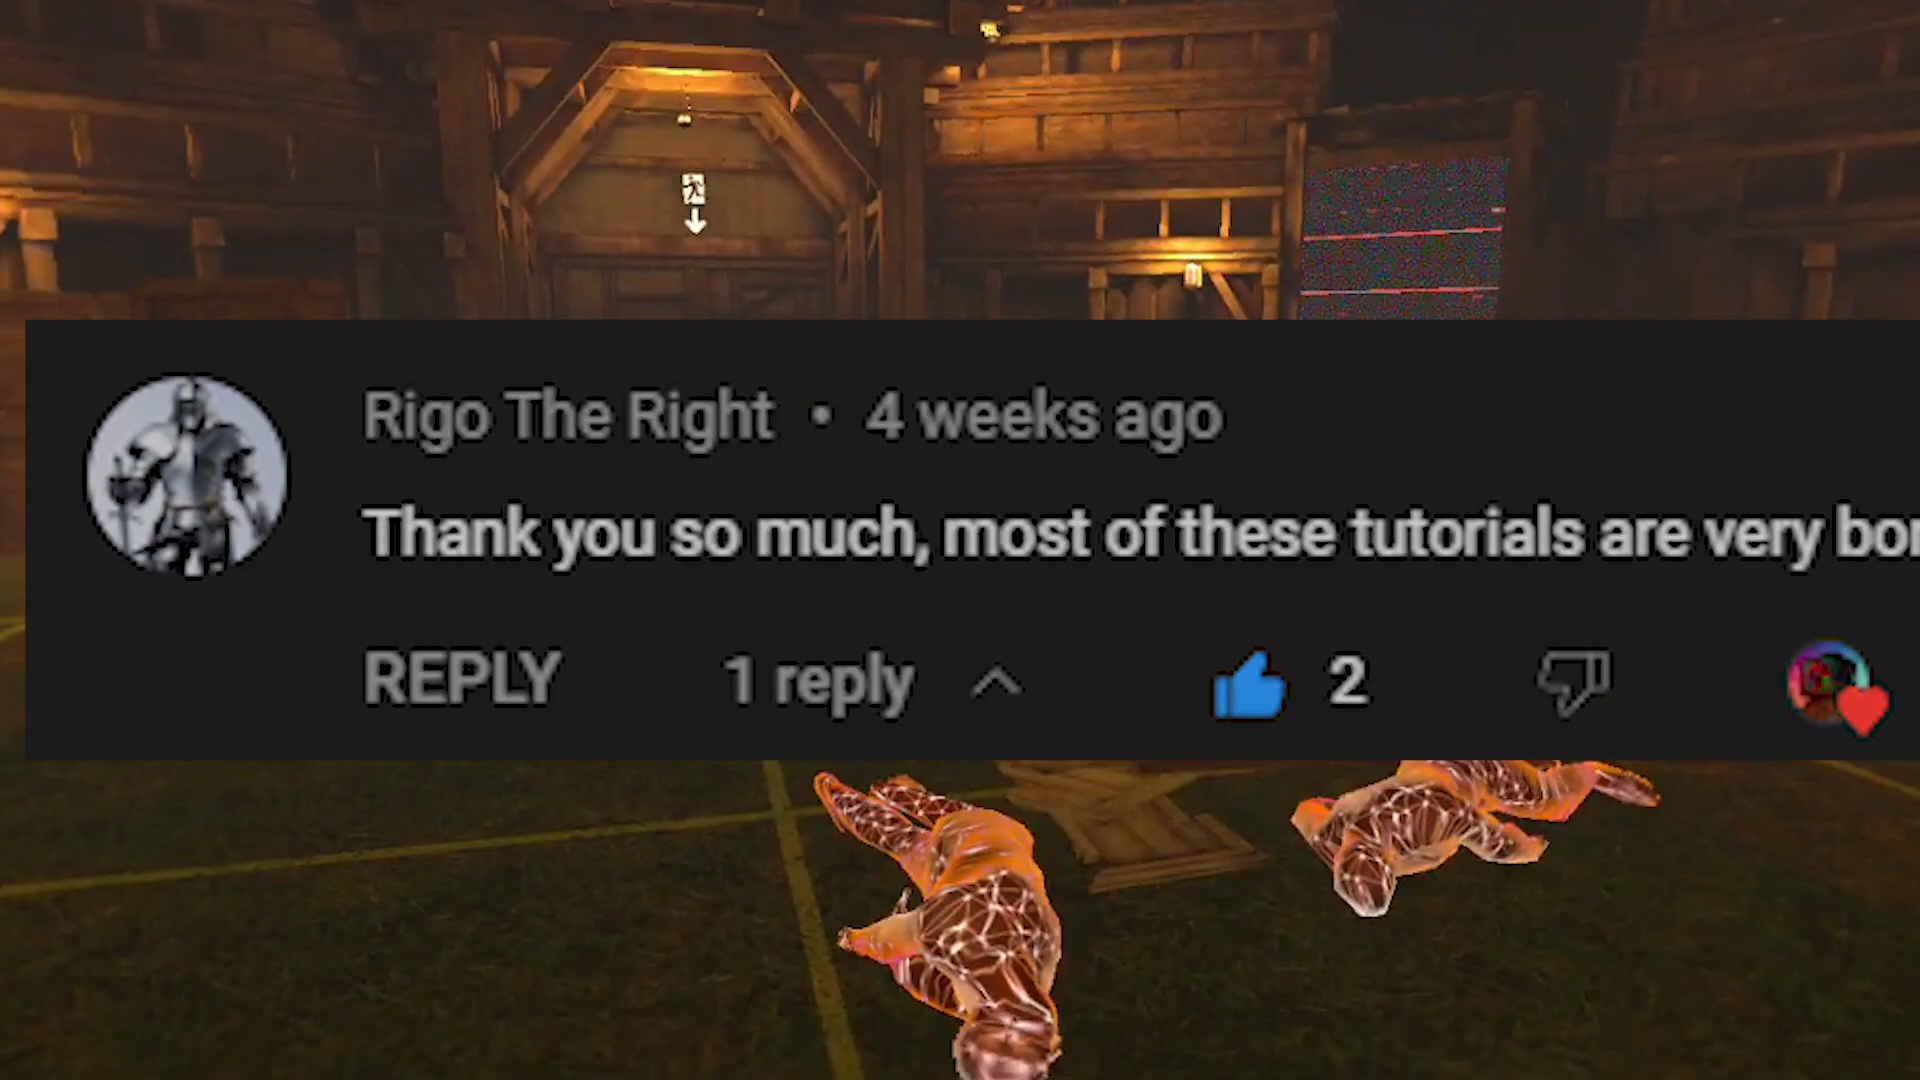 Rigo The Right • 4 weeks ago
Thank you so much, most of these tutorials are very
REPLY 1 reply 2